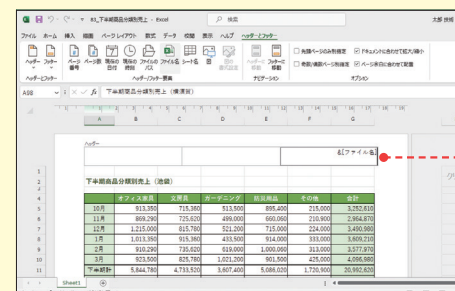 83_下半期商品分類別売上 - Excel
検索
太郎 技術
ファイル ホーム 挿入 描画 ページレイアウト 数式 データ 校閲 表示 ヘルプ ヘッダーとフッター
ヘッダー フッター ページ番号 ページ数 現在の日付 現在の時刻 ファイルのパス ファイル名 シート名 図 図の書式設定 ヘッダーに移動 フッターに移動
先頭ページのみ別指定 ドキュメントに合わせて拡大/縮小
奇数/偶数ページ別指定 ページ余白に合わせて配置
ヘッダーとフッター ヘッダー/フッター要素 ナビゲーション オプション
A58 fx 下半期商品分類別売上(横濱賀)
A B C D E F G
ヘッダー
&[ファイル名]
1
2 下半期商品分類別売上(池袋)
3
4 オフィス家具 文房具 ガーデニング 防災用品 その他 合計
5 10月 913,350 715,360 513,500 895,400 215,000 3,252,610
6 11月 869,290 725,620 499,000 660,060 210,900 2,964,870
7 12月 1,215,000 815,780 521,200 715,000 224,000 3,490,980
8 1月 1,013,350 915,360 433,500 914,000 333,000 3,609,210
9 2月 910,290 735,620 619,000 1,000,060 313,000 3,577,970
10 3月 923,500 825,780 1,021,200 901,500 425,000 4,096,980
11 下半期計 5,844,780 4,733,520 3,607,400 5,086,020 1,720,900 20,992,620
Sheet1